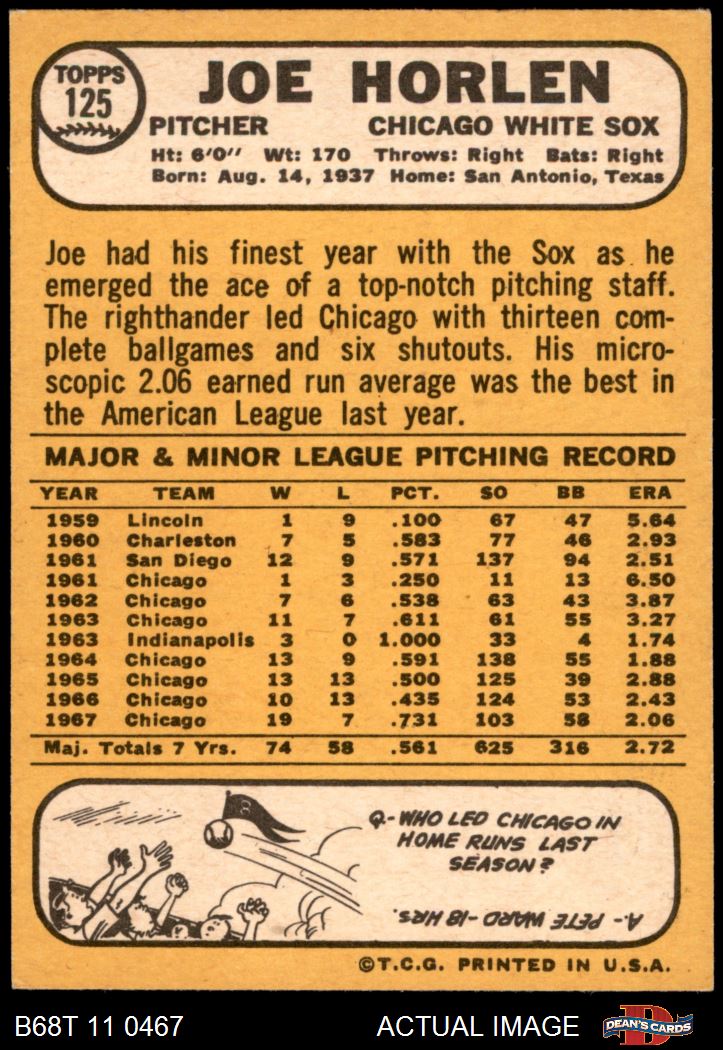 TOPPS
125
JOE HORLEN
PITCHER CHICAGO WHITE SOX
Ht: 6'0" Wt: 170 Throws: Right Bats: Right
Born: Aug. 14, 1937 Home: San Antonio, Texas
Joe had his finest year with the Sox as he
emerged the ace of a top-notch pitching staff.
The righthander led Chicago with thirteen com-
plete ballgames and six shutouts. His micro-
scopic 2.06 earned run average was the best in
the American League last year.
MAJOR & MINOR LEAGUE PITCHING RECORD
YEAR TEAM W L PCT. SO BB ERA
1959 Lincoln 1 9 .100 67 47 5.64
1960 Charleston 7 5 .583 77 46 2.93
1961 San Diego 12 9 .571 137 94 2.51
1961 Chicago 1 3 .250 11 13 6.50
1962 Chicago 7 6 .538 63 43 3.87
1963 Chicago 11 7 .611 61 55 3.27
1963 Indianapolis 3 0 1.000 33 4 1.74
1964 Chicago 13 9 .591 138 55 1.88
1965 Chicago 13 13 .500 125 39 2.88
1966 Chicago 10 13 .435 124 53 2.43
1967 Chicago 19 7 .731 103 58 2.06
Maj. Totals 7 Yrs. 74 58 .561 625 316 2.72
Q-WHO LED CHICAGO IN
HOME RUNS LAST
SEASON?
A- PETE WARD-18 HRS.
©T.C.G. PRINTED IN U.S.A.
B68T 11 0467 ACTUAL IMAGE DEAN'S CARDS